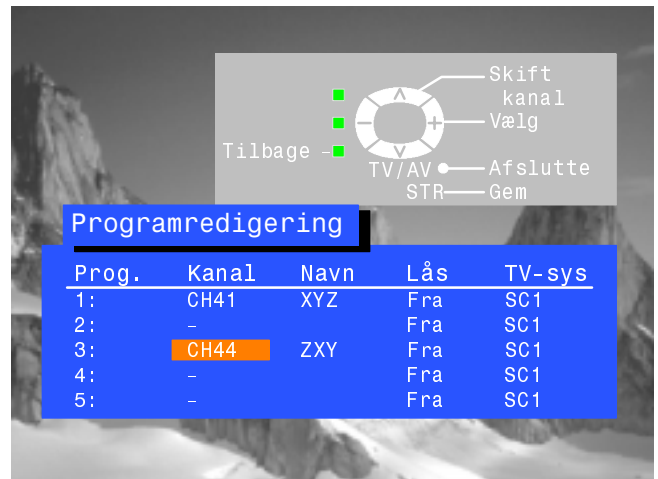 Skift
kanal
Vælg
Tilbage –
TV/AV
Afslutte
STR
Gem
Programredigering
Prog. Kanal Navn Lås TV-sys
1: CH41 XYZ Fra SC1
2: – Fra SC1
3: CH44 ZXY Fra SC1
4: – Fra SC1
5: – Fra SC1